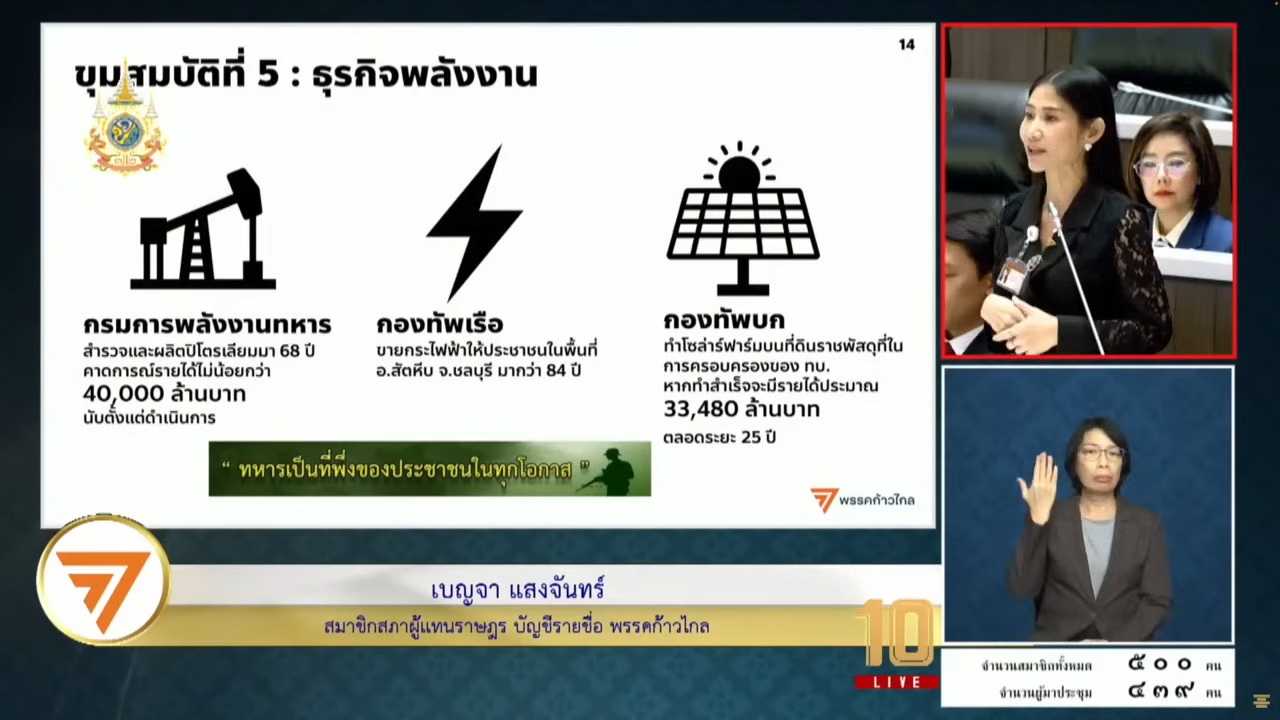 14
ขุมสมบัติที่ 5 : ธุรกิจพลังงาน
กรมการพลังงานทหาร
สำรวจและผลิตปิโตรเลียมมา 68 ปี
คาดการณ์รายได้ไม่น้อยกว่า
40,000 ล้านบาท
นับตั้งแต่ดำเนินการ
กองทัพเรือ
ขายกระไฟฟ้าให้ประชาชนในพื้นที่
อ.สัตหีบ จ.ชลบุรี มากว่า 84 ปี
กองทัพบก
ทำโซล่าร์ฟาร์มบนที่ดินราชพัสดุที่ใน
การครอบครองของ ทบ.
หากทำสำเร็จจะมีรายได้ประมาณ
33,480 ล้านบาท
ตลอดระยะ 25 ปี
“ ทหารเป็นที่พึ่งของประชาชนในทุกโอกาส ”
พรรคก้าวไกล
เบญจา แสงจันทร์
สมาชิกสภาผู้แทนราษฎร บัญชีรายชื่อ พรรคก้าวไกล
10
LIVE
จำนวนสมาชิกทั้งหมด ๕๐๐ คน
จำนวนผู้มาประชุม ๔๓๙ คน